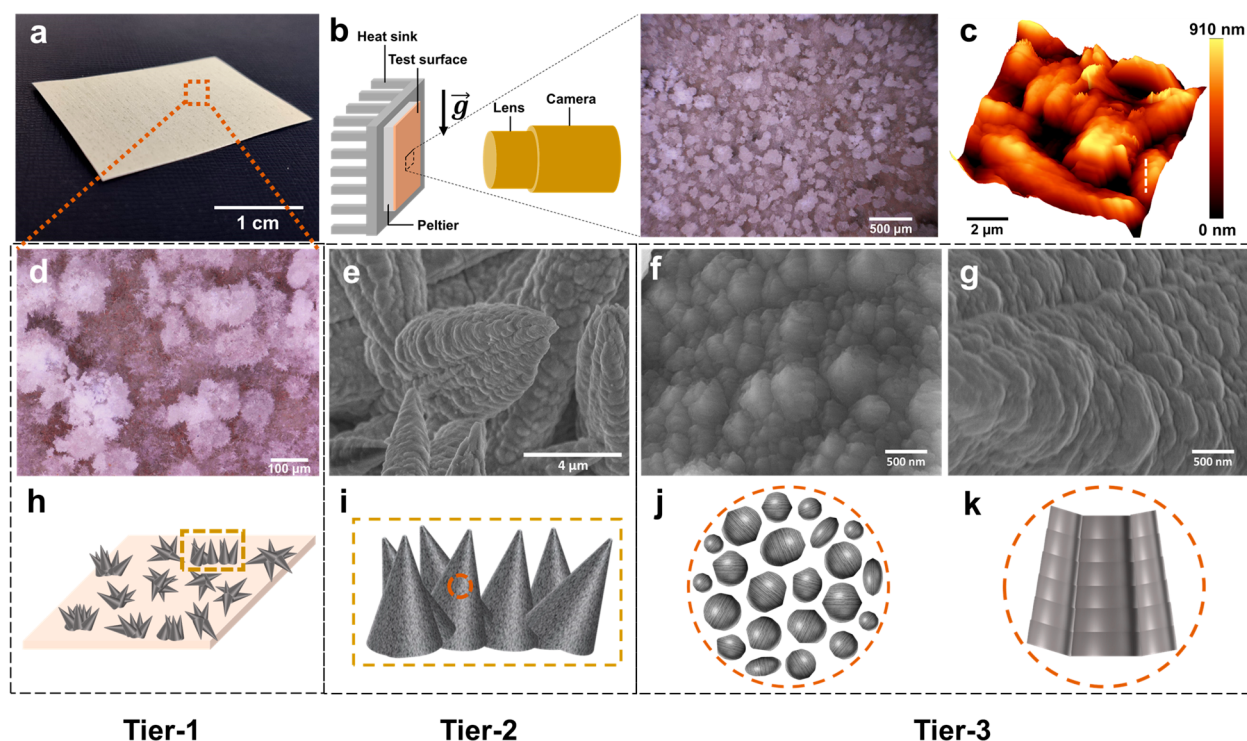 a
b
Heat sink
Test surface
g
Lens
Camera
Peltier
1 cm
500 µm
c
910 nm
0 nm
2 µm
d
100 µm
e
4 µm
f
500 nm
g
500 nm
h
i
j
k
Tier-1
Tier-2
Tier-3